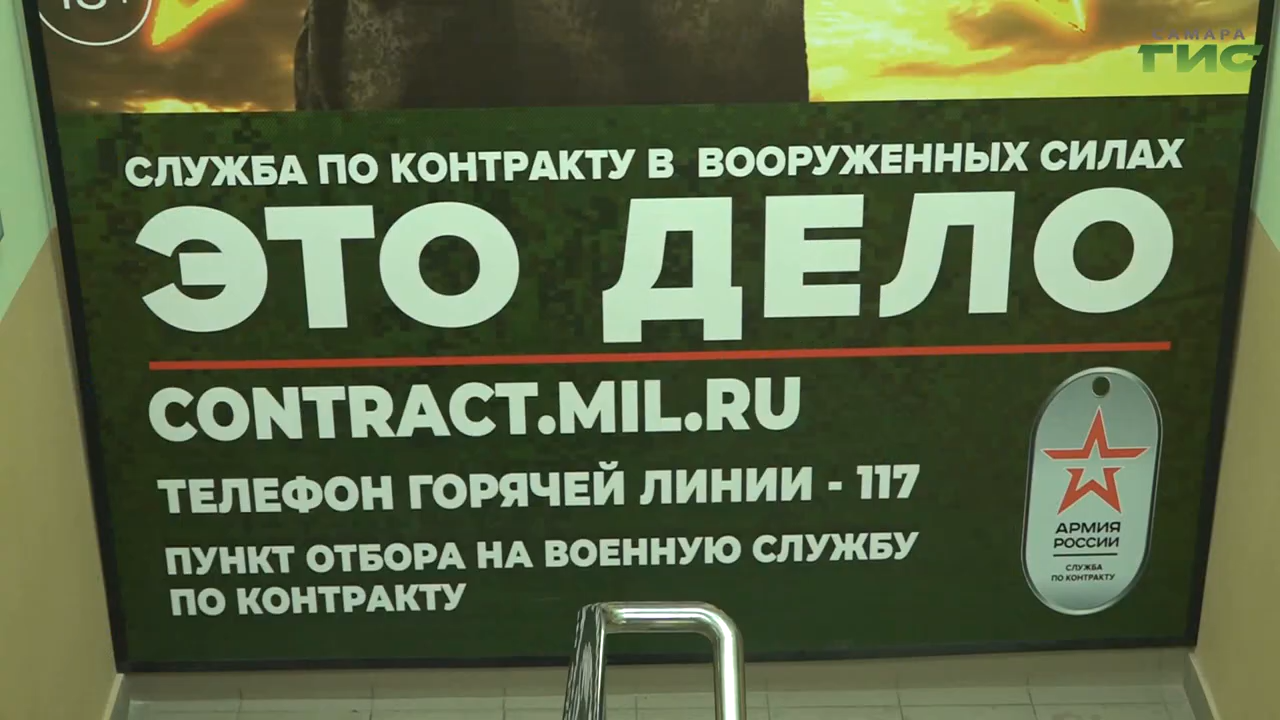 18+
САМАРА
ГИС
СЛУЖБА ПО КОНТРАКТУ В ВООРУЖЕННЫХ СИЛАХ
ЭТО ДЕЛО
CONTRACT.MIL.RU
ТЕЛЕФОН ГОРЯЧЕЙ ЛИНИИ - 117
ПУНКТ ОТБОРА НА ВОЕННУЮ СЛУЖБУ
ПО КОНТРАКТУ
АРМИЯ
РОССИИ
СЛУЖБА
ПО КОНТРАКТУ